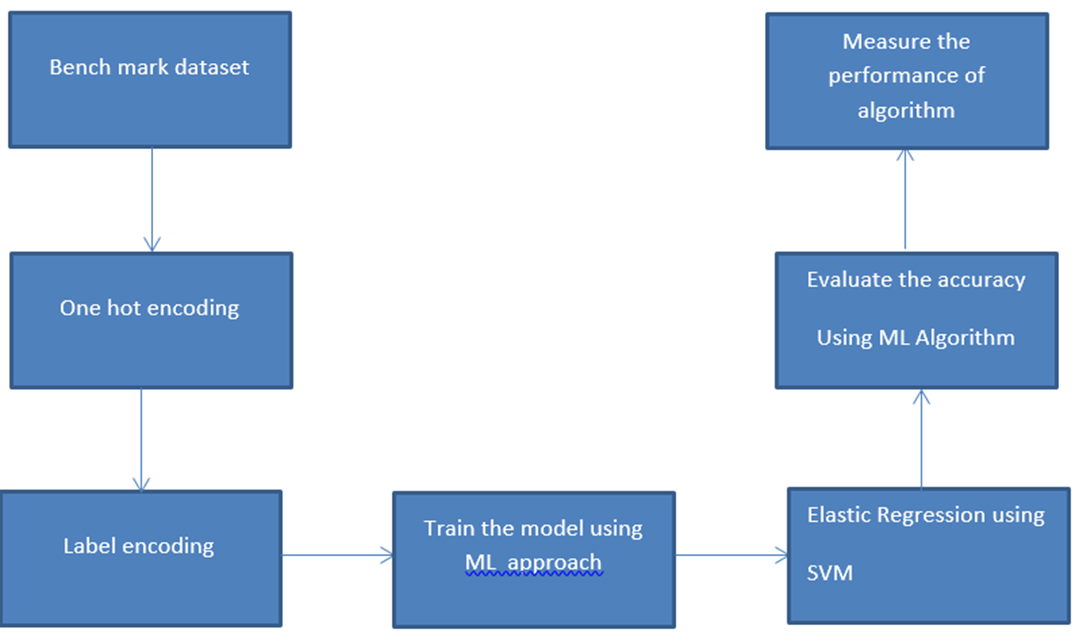 Bench mark dataset
One hot encoding
Label encoding
Train the model using
ML approach
Elastic Regression using
SVM
Evaluate the accuracy
Using ML Algorithm
Measure the
performance of
algorithm